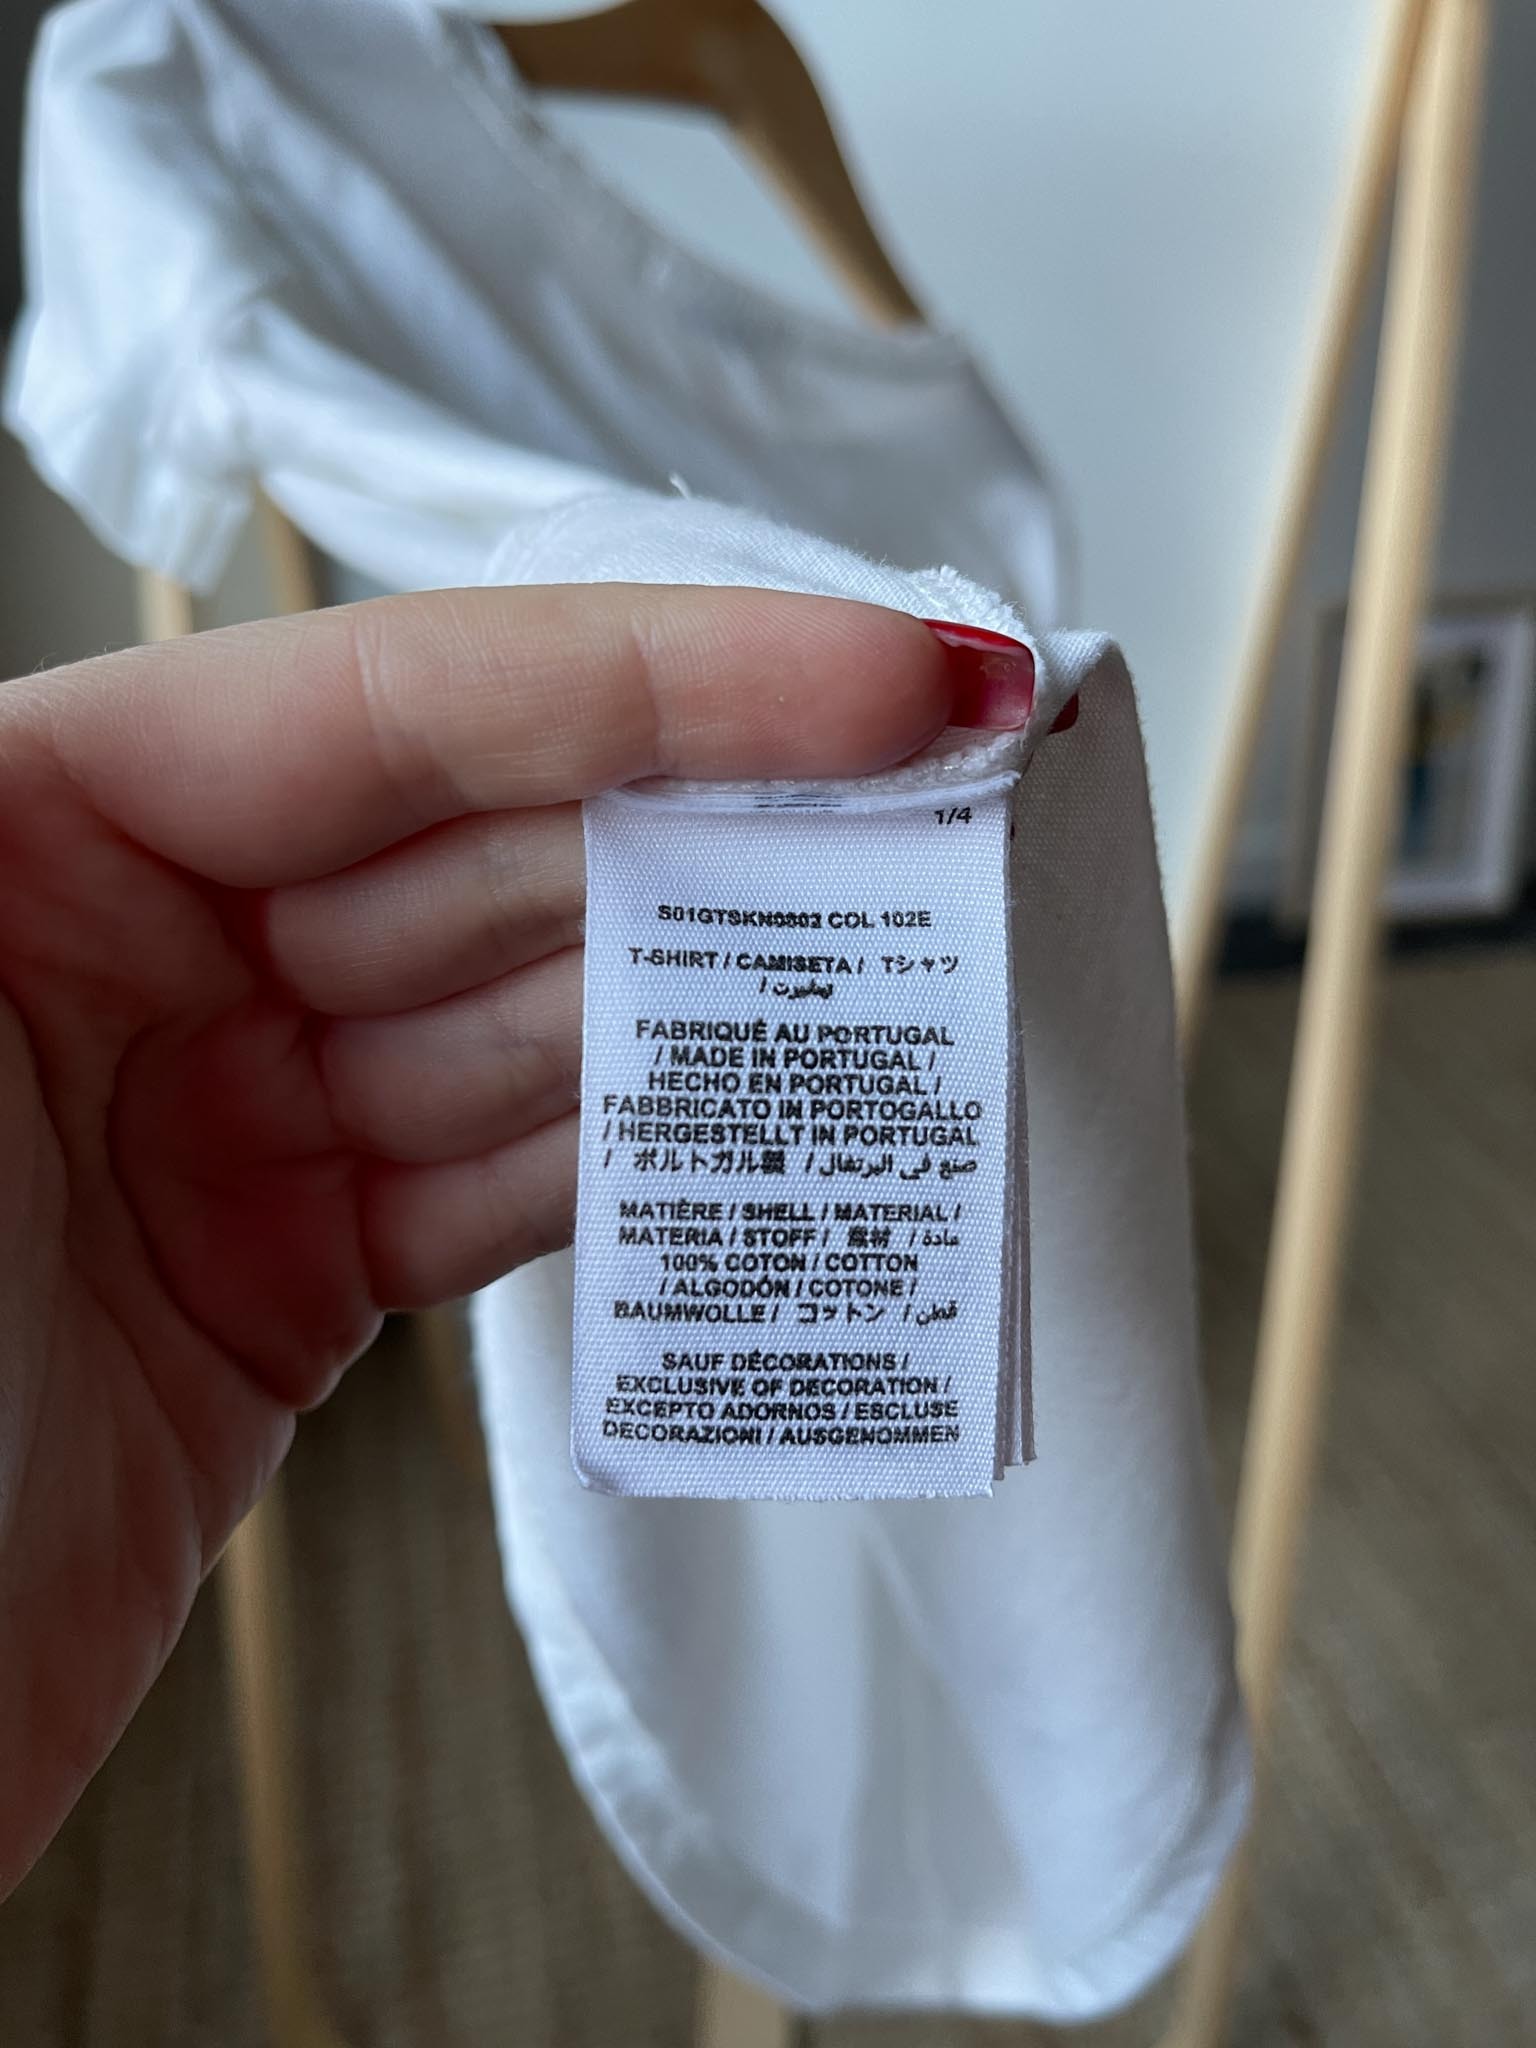 1/4
S01GTSKN0002 COL 102E
T-SHIRT / CAMISETA / Tシャツ
/ تيشيرت
FABRIQUÉ AU PORTUGAL
/ MADE IN PORTUGAL /
HECHO EN PORTUGAL /
FABBRICATO IN PORTOGALLO
/ HERGESTELLT IN PORTUGAL
/ ポルトガル製 / صنع في البرتغال
MATIÈRE / SHELL / MATERIAL /
MATERIA / STOFF / 素材 / مادة
100% COTON / COTTON
/ ALGODÓN / COTONE /
BAUMWOLLE / コットン / قطن
SAUF DÉCORATIONS /
EXCLUSIVE OF DECORATION /
EXCEPTO ADORNOS / ESCLUSE
DECORAZIONI / AUSGENOMMEN